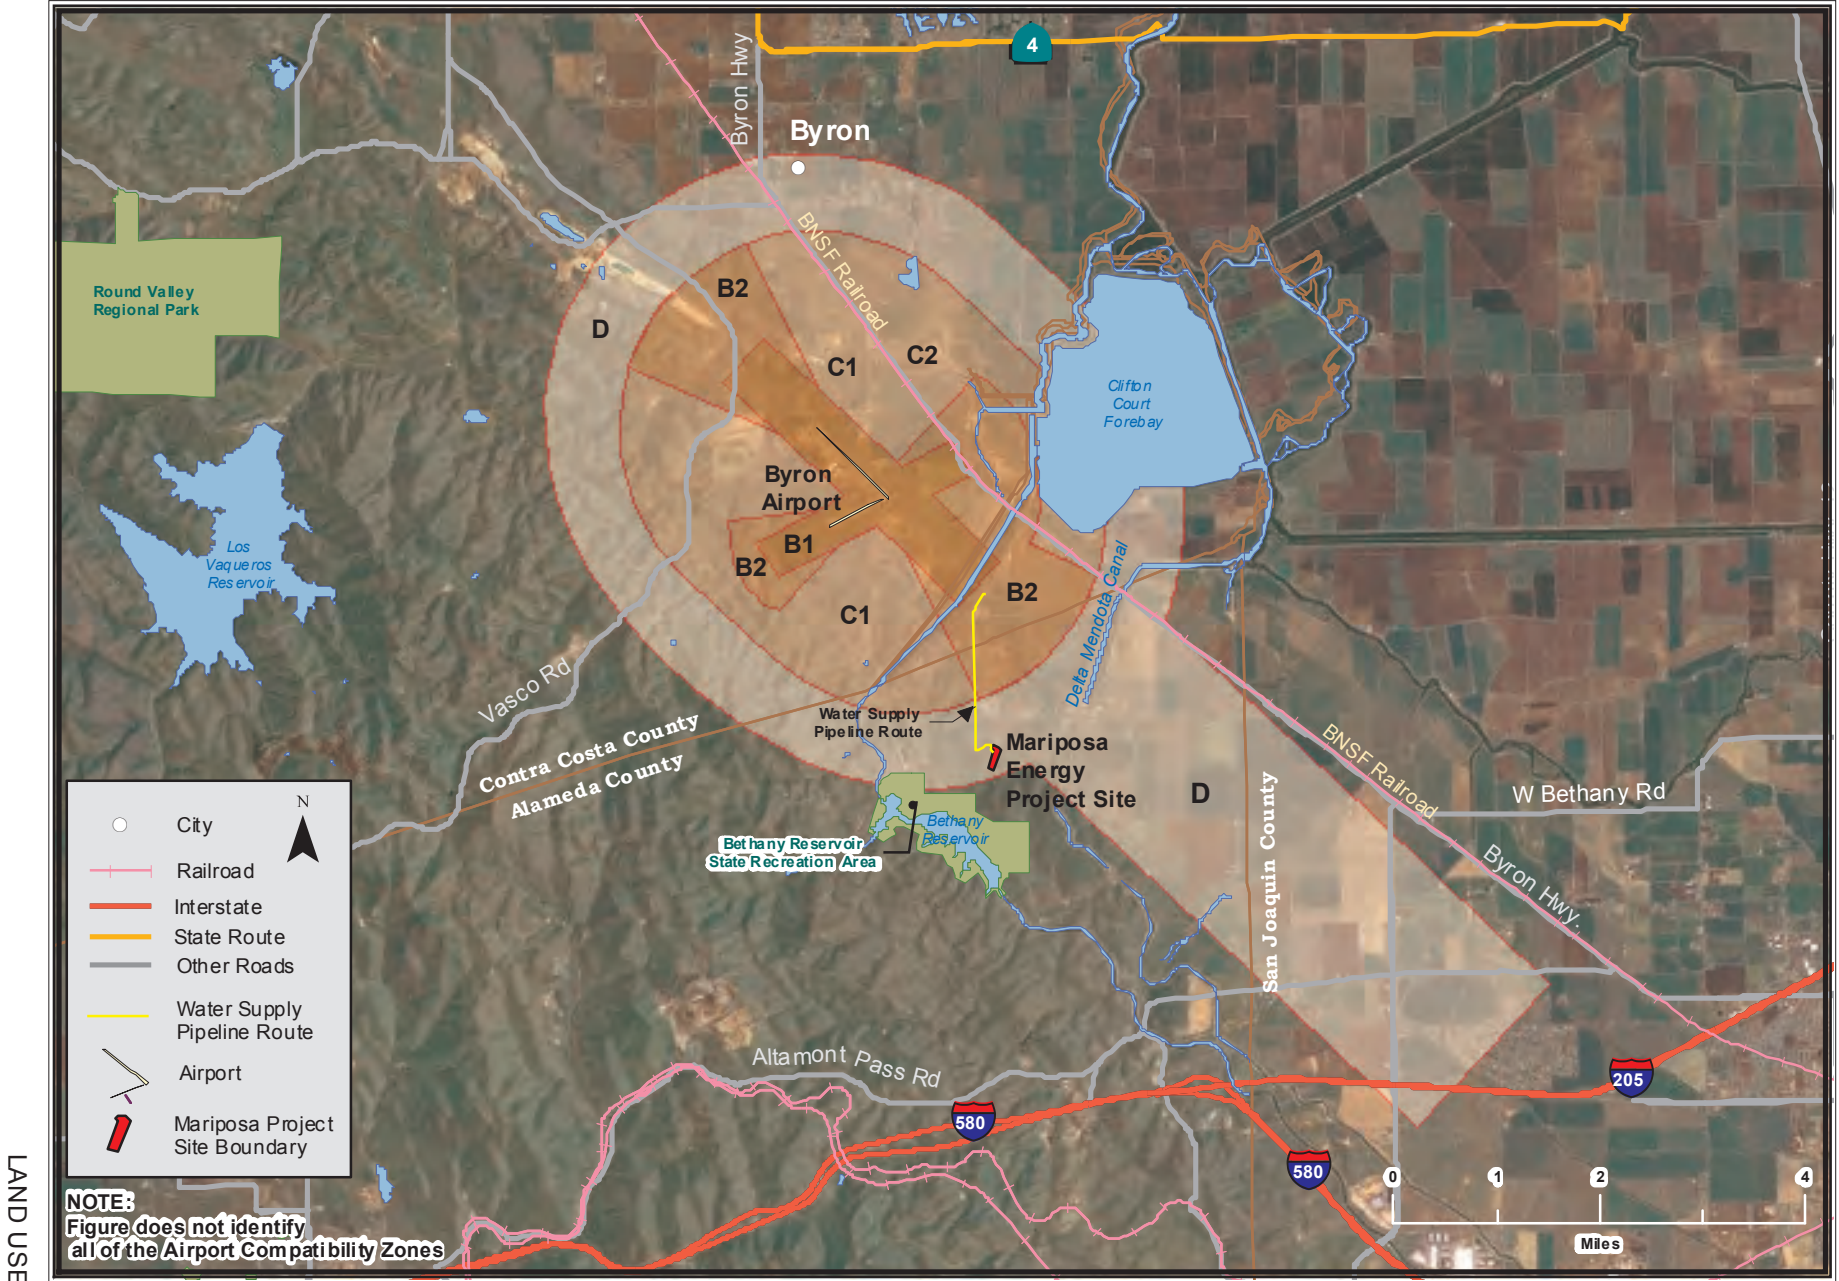 4
Byron Hwy
Byron
BNSF Railroad
Round Valley
Regional Park
B2
D
C1
C2
Clifton
Court
Forebay
Byron
Airport
B1
B2
B2
C1
Los
Vaqueros
Reservoir
Delta Mendota Canal
Vasco Rd
Contra Costa County
Alameda County
Water Supply
Pipeline Route
Mariposa
Energy
Project Site
D
San Joaquin County
BNSF Railroad
W Bethany Rd
Byron Hwy.
Bethany
Reservoir
Bethany Reservoir
State Recreation Area
Altamont Pass Rd
580
580
205
N
City
Railroad
Interstate
State Route
Other Roads
Water Supply
Pipeline Route
Airport
Mariposa Project
Site Boundary
NOTE:
Figure does not identify
all of the Airport Compatibility Zones
0 1 2 4
Miles
LAND USE